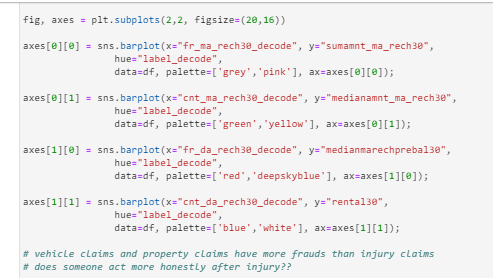 fig, axes = plt.subplots(2,2, figsize=(20,16))
axes[0][0] = sns.barplot(x="fr_ma_rech30_decode", y="sumamnt_ma_rech30",
hue="label_decode",
data=df, palette=['grey','pink'], ax=axes[0][0]);
axes[0][1] = sns.barplot(x="cnt_ma_rech30_decode", y="medianamnt_ma_rech30",
hue="label_decode",
data=df, palette=['green','yellow'], ax=axes[0][1]);
axes[1][0] = sns.barplot(x="fr_da_rech30_decode", y="medianmarechprebal30",
hue="label_decode",
data=df, palette=['red','deepskyblue'], ax=axes[1][0]);
axes[1][1] = sns.barplot(x="cnt_da_rech30_decode", y="rental30",
hue="label_decode",
data=df, palette=['blue','white'], ax=axes[1][1]);
# vehicle claims and property claims have more frauds than injury claims
# does someone act more honestly after injury??